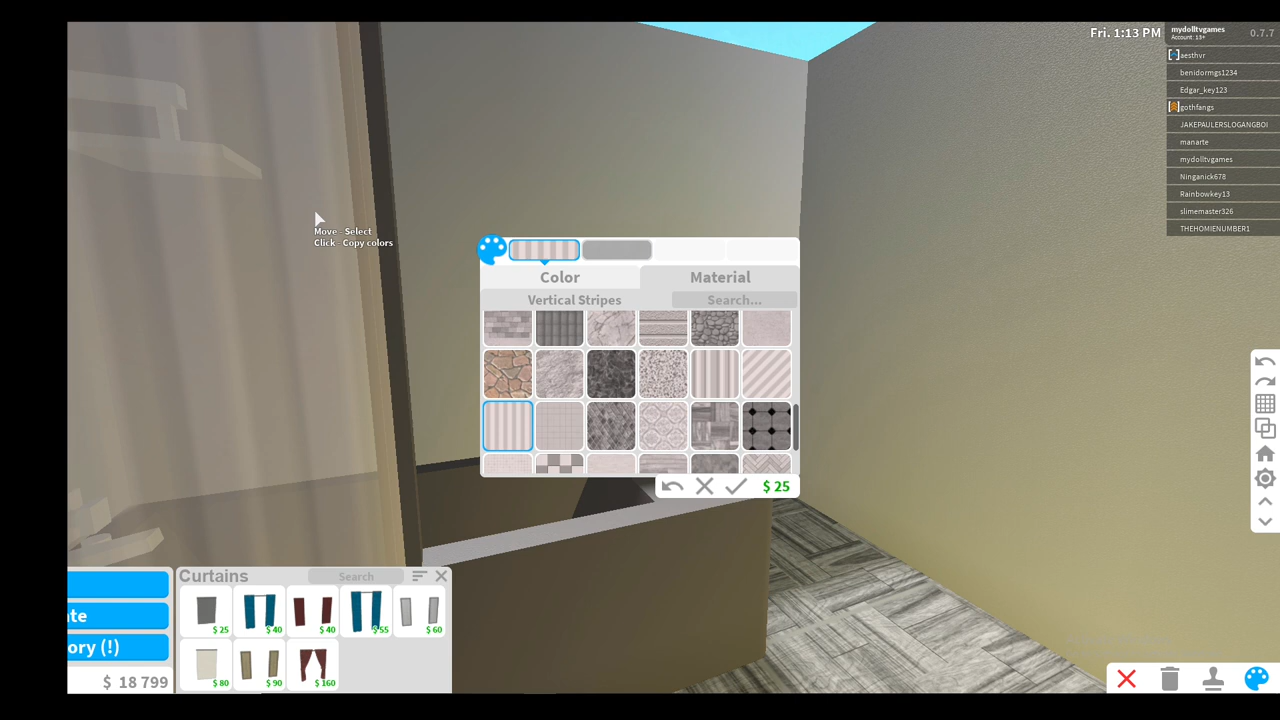 Fri. 1:13 PM
mydolltvgames
Account: 13+
0.7.7
aesthvr
benidormgs1234
Edgar_key123
gothfangs
JAKEPAULERSLOGANGBOI
manarte
mydolltvgames
Ninganick678
Rainbowkey13
slimemaster326
THEHOMIENUMBER1
Move - Select
Click - Copy colors
Color
Material
Vertical Stripes
Search...
$ 25
Curtains
Search
$ 25
$ 40
$ 40
$ 55
$ 60
$ 80
$ 90
$ 160
te
ory (!)
$ 18 799